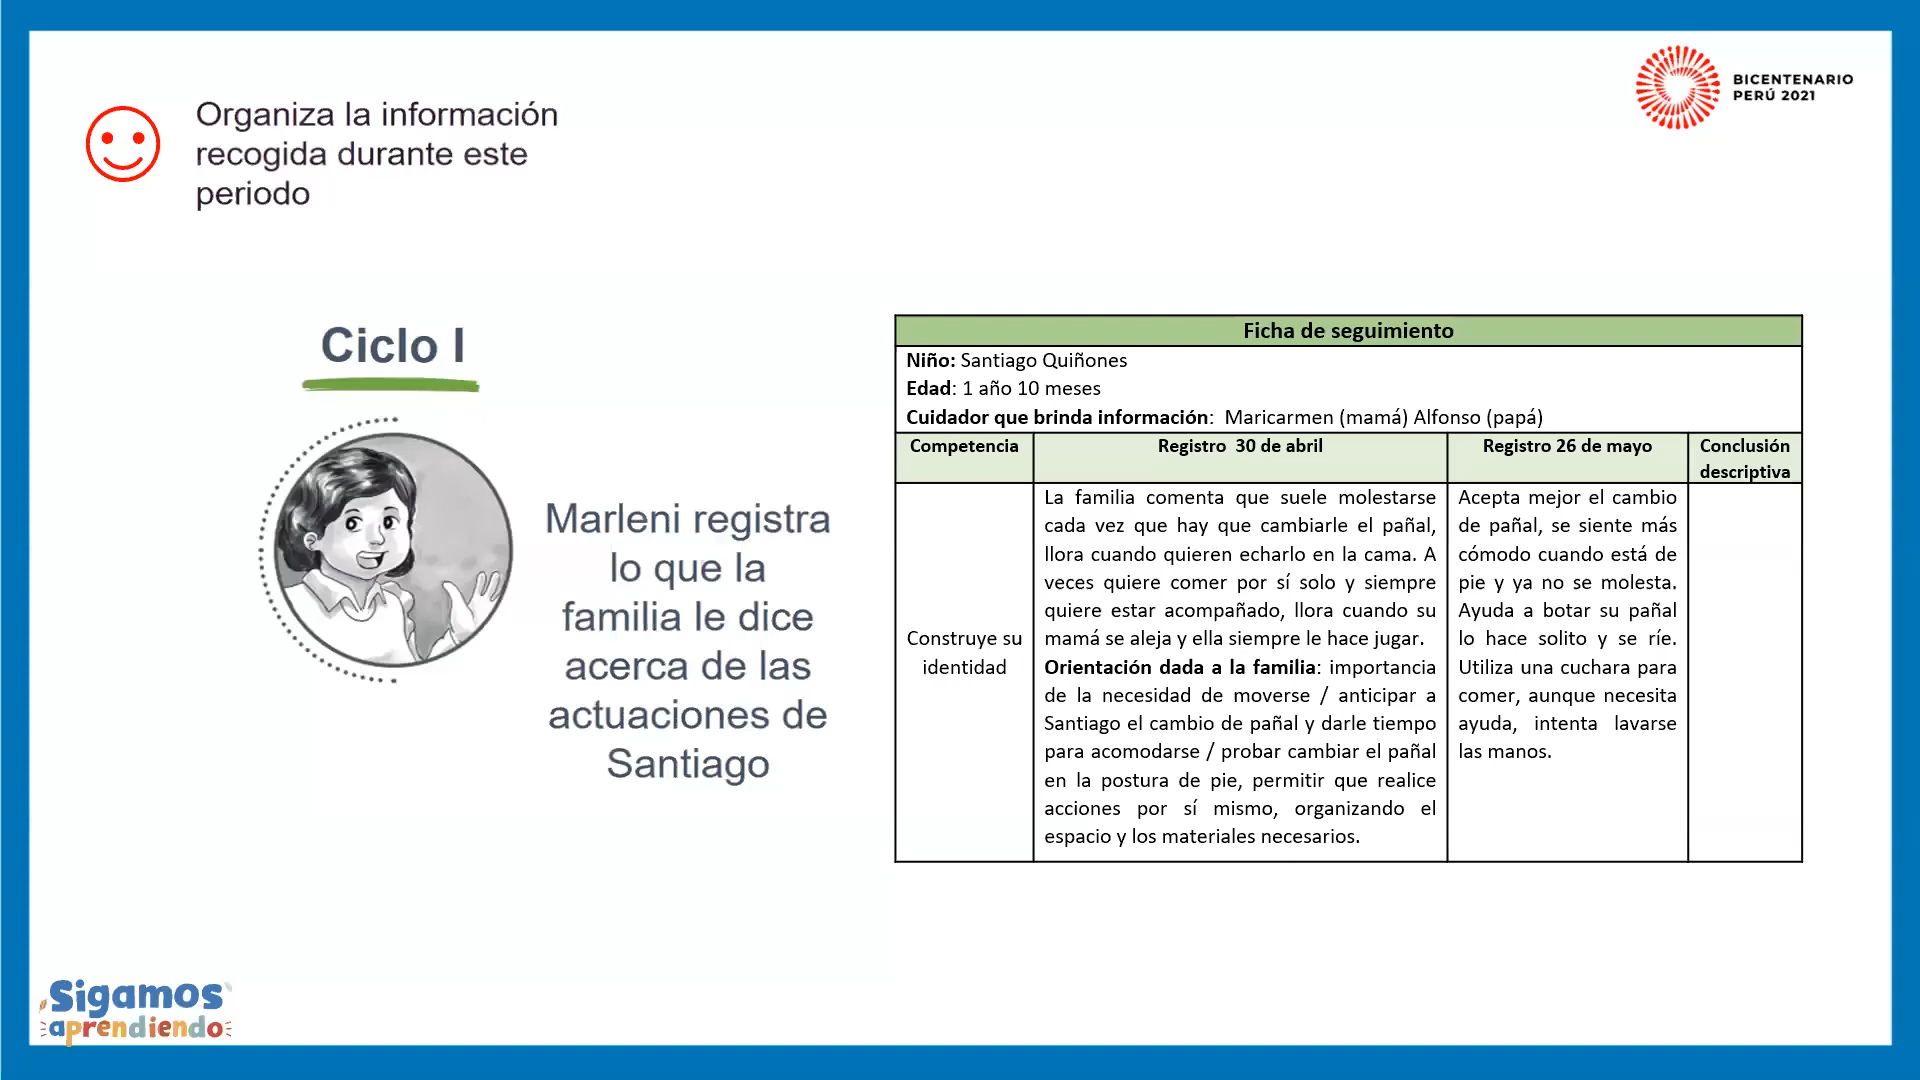 Organiza la información
recogida durante este
periodo
BICENTENARIO
PERÚ 2021
Ciclo I
Marleni registra
lo que la
familia le dice
acerca de las
actuaciones de
Santiago
Ficha de seguimiento
Niño: Santiago Quiñones
Edad: 1 año 10 meses
Cuidador que brinda información: Maricarmen (mamá) Alfonso (papá)
Competencia
Registro 30 de abril
Registro 26 de mayo
Conclusión
descriptiva
Construye su
identidad
La familia comenta que suele molestarse
cada vez que hay que cambiarle el pañal,
llora cuando quieren echarlo en la cama. A
veces quiere comer por sí solo y siempre
quiere estar acompañado, llora cuando su
mamá se aleja y ella siempre le hace jugar.
Orientación dada a la familia: importancia
de la necesidad de moverse / anticipar a
Santiago el cambio de pañal y darle tiempo
para acomodarse / probar cambiar el pañal
en la postura de pie, permitir que realice
acciones por sí mismo, organizando el
espacio y los materiales necesarios.
Acepta mejor el cambio
de pañal, se siente más
cómodo cuando está de
pie y ya no se molesta.
Ayuda a botar su pañal
lo hace solito y se ríe.
Utiliza una cuchara para
comer, aunque necesita
ayuda, intenta lavarse
las manos.
Sigamos
aprendiendo